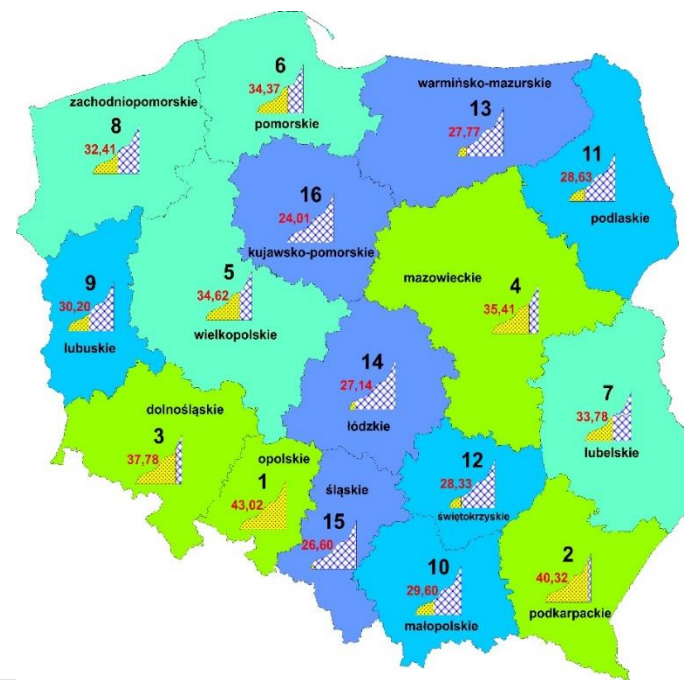 6
34,37
pomorskie
zachodniopomorskie
8
32,41
warmińsko-mazurskie
13
27,77
11
28,63
podlaskie
16
24,01
kujawsko-pomorskie
9
30,20
lubuskie
5
34,62
wielkopolskie
mazowieckie
4
35,41
14
27,14
łódzkie
7
33,78
lubelskie
dolnośląskie
3
37,78
opolskie
1
43,02
śląskie
15
26,60
12
28,33
świętokrzyskie
10
29,60
małopolskie
2
40,32
podkarpackie